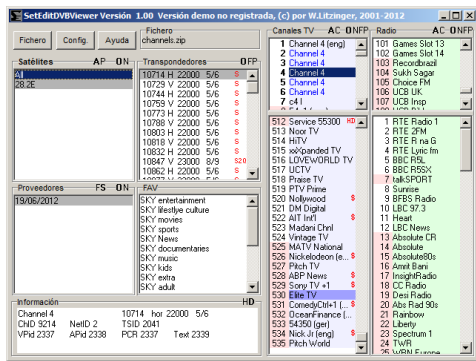 SetEditDVBViewer Versión 1.00 Versión demo no registrada, (c) por W.Litzinger, 2001-2012
Fichero
Config.
Ayuda
Fichero
channels.zip
Satélites AP ON
All
28.2E
Transpondedores OFP
10714 H 22000 5/6 S
10729 V 22000 5/6 S
10744 H 22000 5/6 S
10759 V 22000 5/6 S
10773 H 22000 5/6 S
10788 V 22000 5/6 S
10803 H 22000 5/6 S
10818 V 22000 5/6 S
10832 H 22000 5/6 S
10847 V 23000 8/9 S20
10862 H 22000 5/6 S
Proveedores FS ON
19/06/2012
FAV
SKY entertainment
SKY lifestlye culture
SKY movies
SKY sports
SKY News
SKY documentaries
SKY music
SKY kids
SKY extra
SKY adult
Información HD
Channel 4 10714 hor 22000 5/6
ChID 9214 NetID 2 TSID 2041
VPid 2337 APid 2338 PCR 2337 Text 2339
Canales TV AC ONFP
1 Channel 4 (eng)
2 Channel 4
3 Channel 4
4 Channel 4
5 Channel 4
6 Channel 4
7 c4 l
512 Service 55300 HD
513 Noor TV
514 HiTV
515 xxXpanded TV
516 LOVEWORLD TV
517 UCTV
518 Praise TV
519 PTV Prime
520 Nollywood $
521 DM Digital
522 AIT Int'l $
523 Madani Chnl
524 Vintage TV
525 MATV National
526 Nickelodeon (e... $
527 Pitch TV
528 ABP News $
529 Sony TV +1 $
530 Elite TV
531 ComedyCtrl+1 (... $
532 OceanFinance (...
533 54350 (ger)
534 Nick Jr (eng) $
535 Pitch World
Radio AC ONFP
101 Games Slot 13
102 Games Slot 14
103 Recordbrazil
104 Sukh Sagar
105 Choice FM
106 UCB UK
107 UCB Insp
1 RTE Radio 1
2 RTE 2FM
3 RTE R na G
4 RTE Lyric fm
5 BBC R5L
6 BBC R5SX
7 talkSPORT
8 Sunrise
9 BFBS Radio
10 LBC 97.3
11 Heart
12 LBC News
13 Absolute CR
14 Absolute
15 Absolute80s
16 Amrit Bani
17 InsightRadio
18 CC Radio
19 Desi Radio
20 Abs Rad 90s
21 Rainbow
22 Liberty
23 Spectrum 1
24 TWR